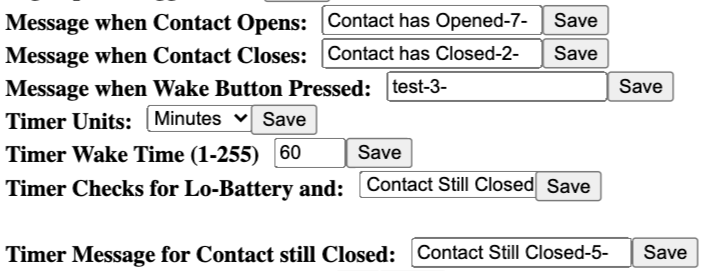 Message when Contact Opens: Contact has Opened-7- Save
Message when Contact Closes: Contact has Closed-2- Save
Message when Wake Button Pressed: test-3- Save
Timer Units: Minutes Save
Timer Wake Time (1-255) 60 Save
Timer Checks for Lo-Battery and: Contact Still Closed Save
Timer Message for Contact still Closed: Contact Still Closed-5- Save